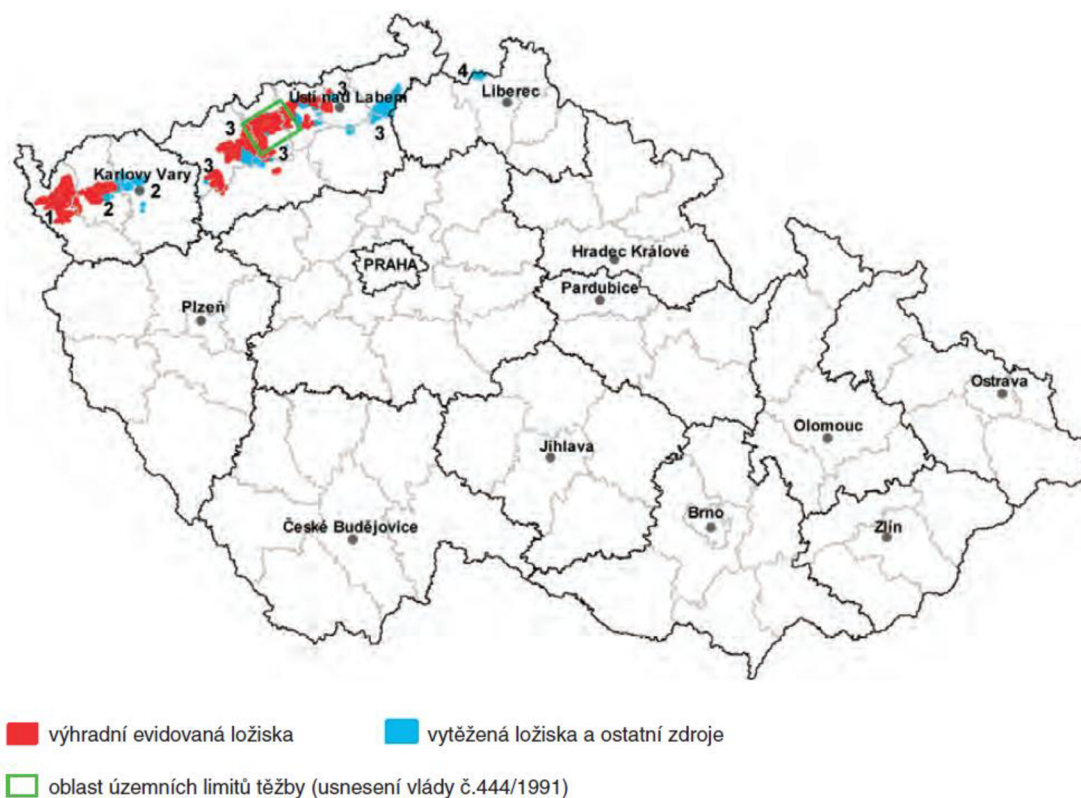 4
3
Ústí nad Labem
Liberec
3
3
3
3
Karlovy Vary
2
2
1
Hradec Králové
PRAHA
Pardubice
Plzeň
Ostrava
Olomouc
Jihlava
Brno
České Budějovice
Zlín
výhradní evidovaná ložiska
vytěžená ložiska a ostatní zdroje
oblast územních limitů těžby (usnesení vlády č.444/1991)